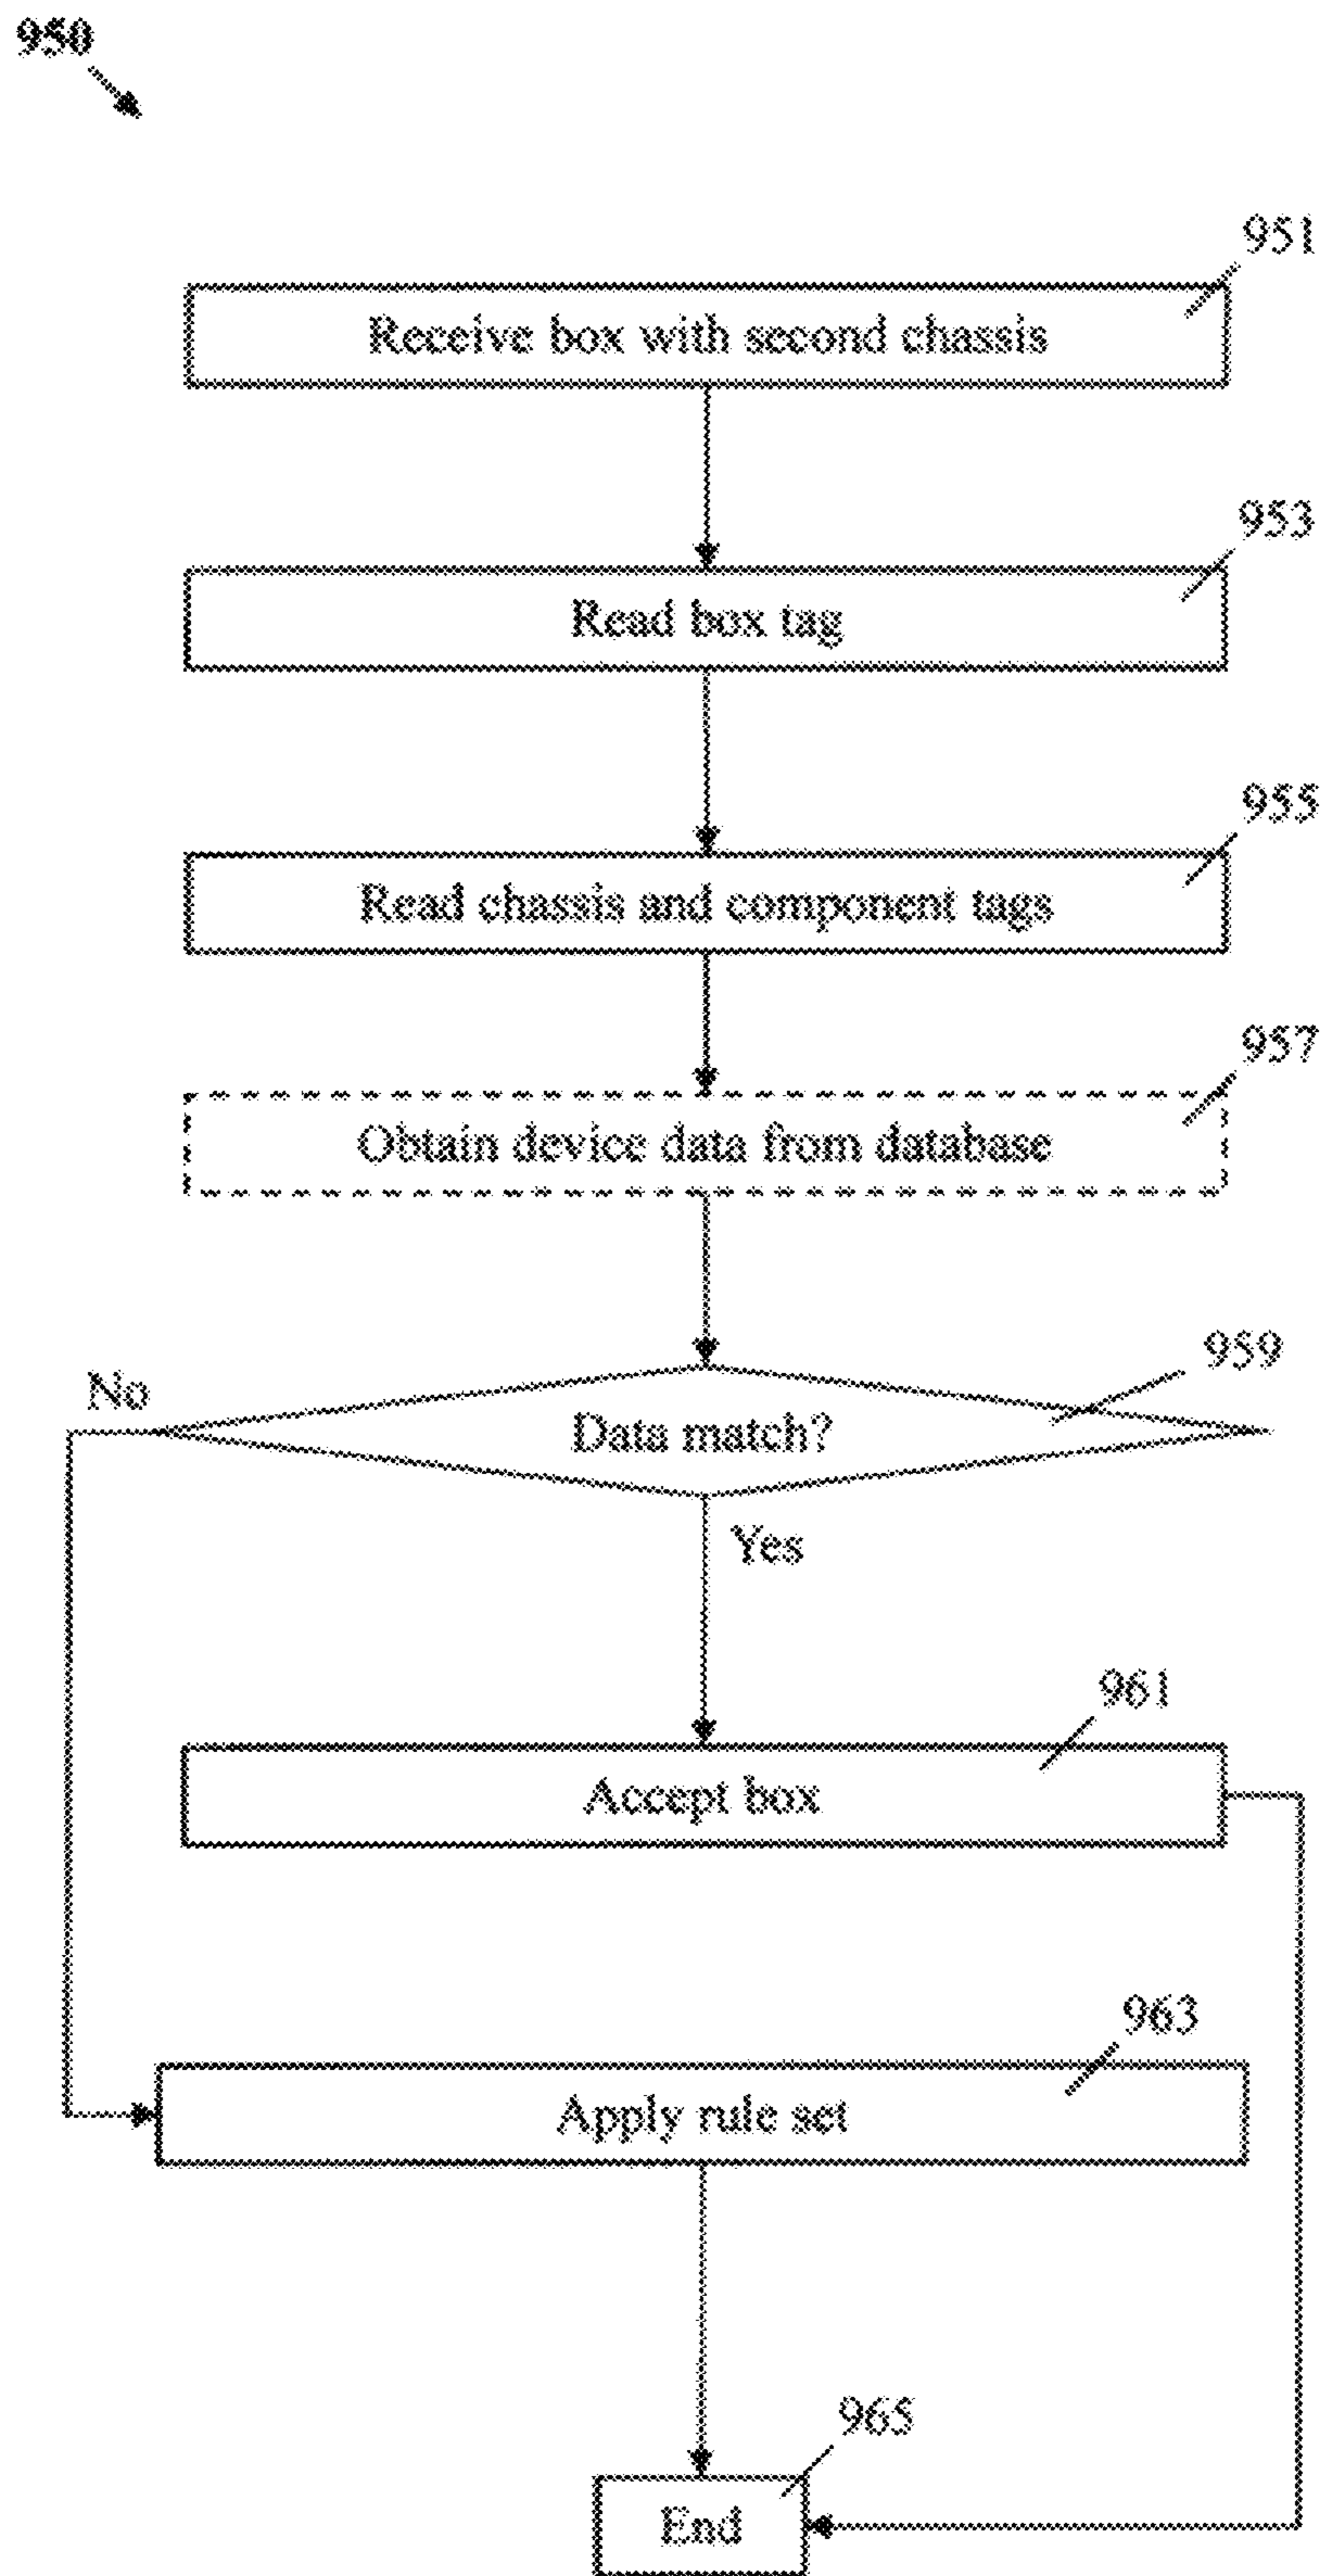 950
951
Receive box with second chassis
953
Read box tag
955
Read chassis and component tags
957
Obtain device data from database
959
No
Data match?
Yes
961
Accept box
963
Apply rule set
965
End